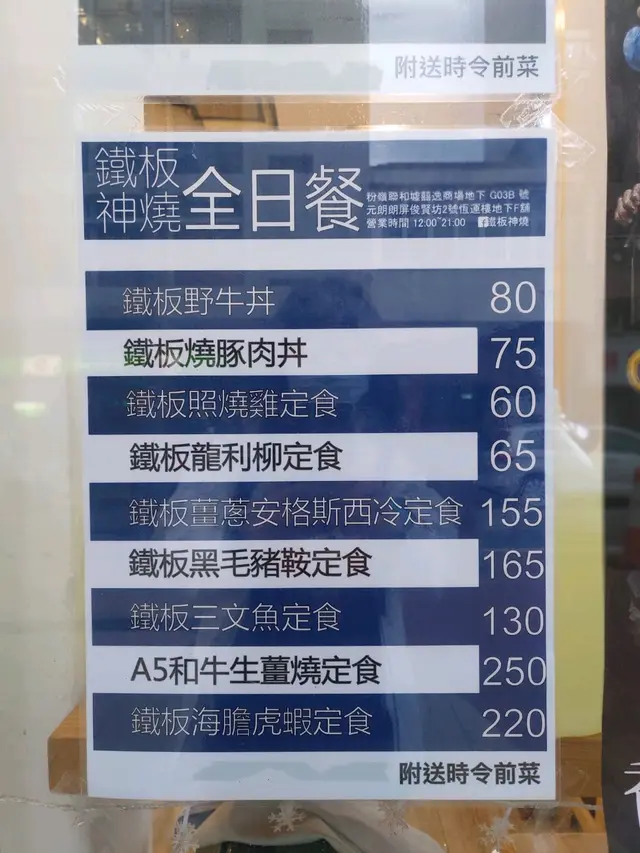 附送時令前菜
鐵板
神燒
全日餐
粉嶺聯和墟囍逸商場地下 G03B 號
元朗朗屏俊賢坊2號恆運樓地下F舖
營業時間 12:00~21:00 鐵板神燒
鐵板野牛丼 80
鐵板燒豚肉丼 75
鐵板照燒雞定食 60
鐵板龍利柳定食 65
鐵板薑蔥安格斯西冷定食 155
鐵板黑毛豬鞍定食 165
鐵板三文魚定食 130
A5和牛生薑燒定食 250
鐵板海膽虎蝦定食 220
附送時令前菜